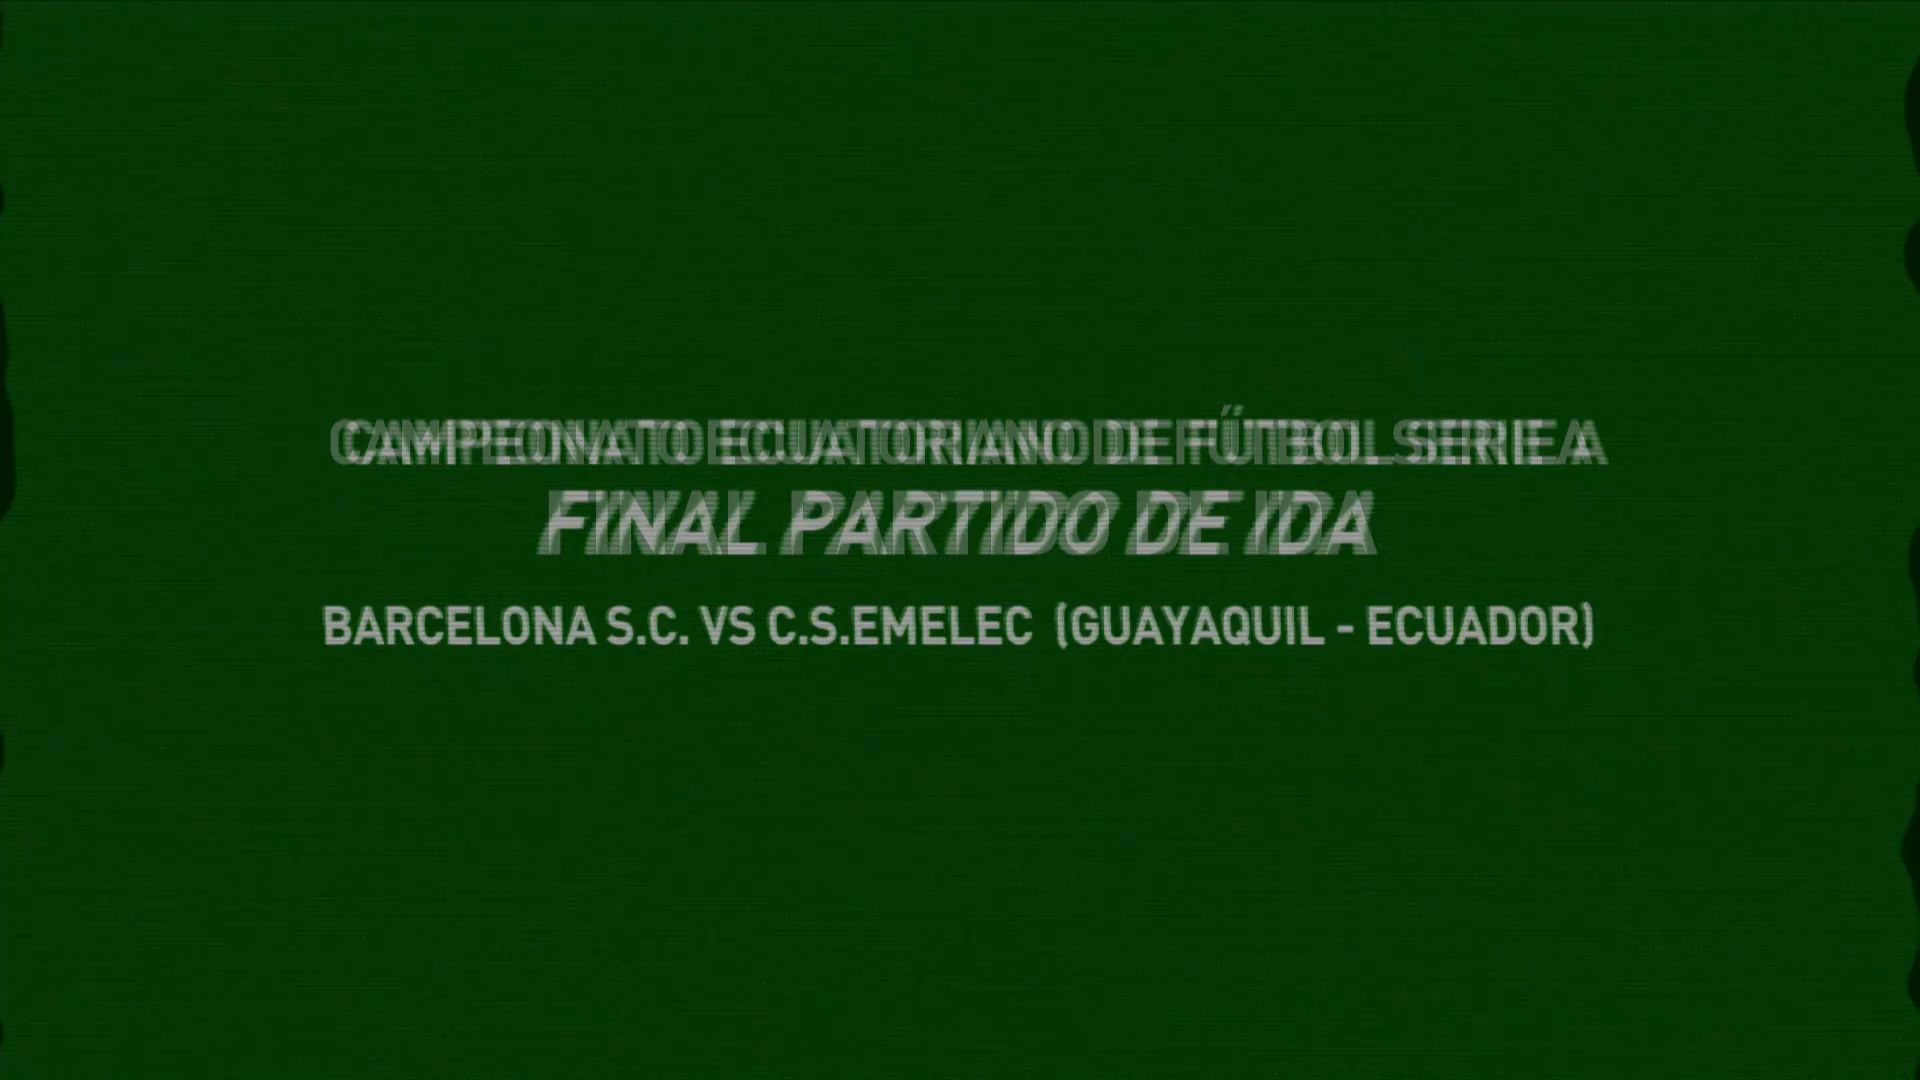 CAMPEONATO ECUATORIANO DE FÚTBOL SERIE A
FINAL PARTIDO DE IDA
BARCELONA S.C. VS C.S.EMELEC (GUAYAQUIL - ECUADOR)